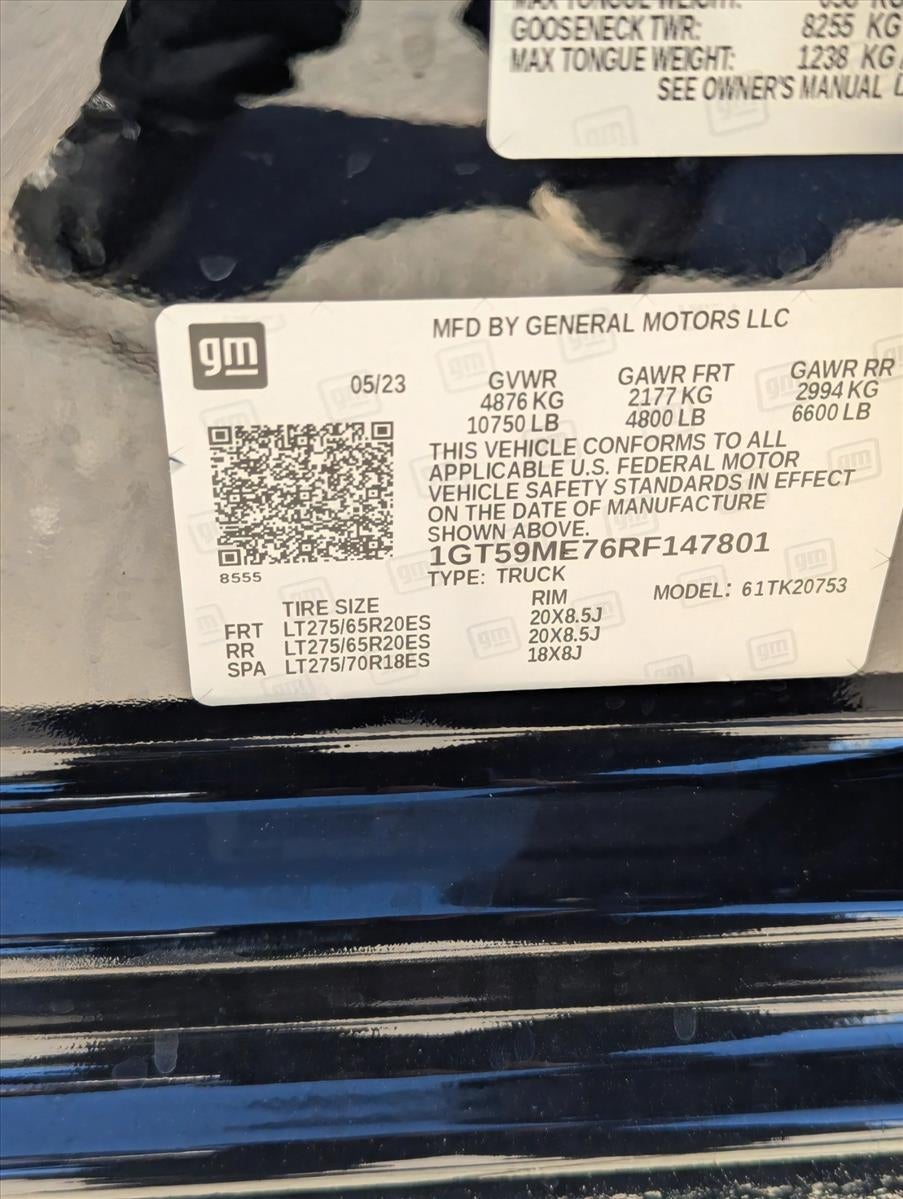 MAX TONGUE WEIGHT:
GOOSENECK TWR: 8255 KG
MAX TONGUE WEIGHT: 1238 KG
SEE OWNER'S MANUAL
gm
MFD BY GENERAL MOTORS LLC
05/23
GVWR GAWR FRT GAWR RR
4876 KG 2177 KG 2994 KG
10750 LB 4800 LB 6600 LB
THIS VEHICLE CONFORMS TO ALL
APPLICABLE U.S. FEDERAL MOTOR
VEHICLE SAFETY STANDARDS IN EFFECT
ON THE DATE OF MANUFACTURE
SHOWN ABOVE.
1GT59ME76RF147801
8555
TYPE: TRUCK MODEL: 61TK20753
TIRE SIZE RIM
FRT LT275/65R20ES 20X8.5J
RR LT275/65R20ES 20X8.5J
SPA LT275/70R18ES 18X8J